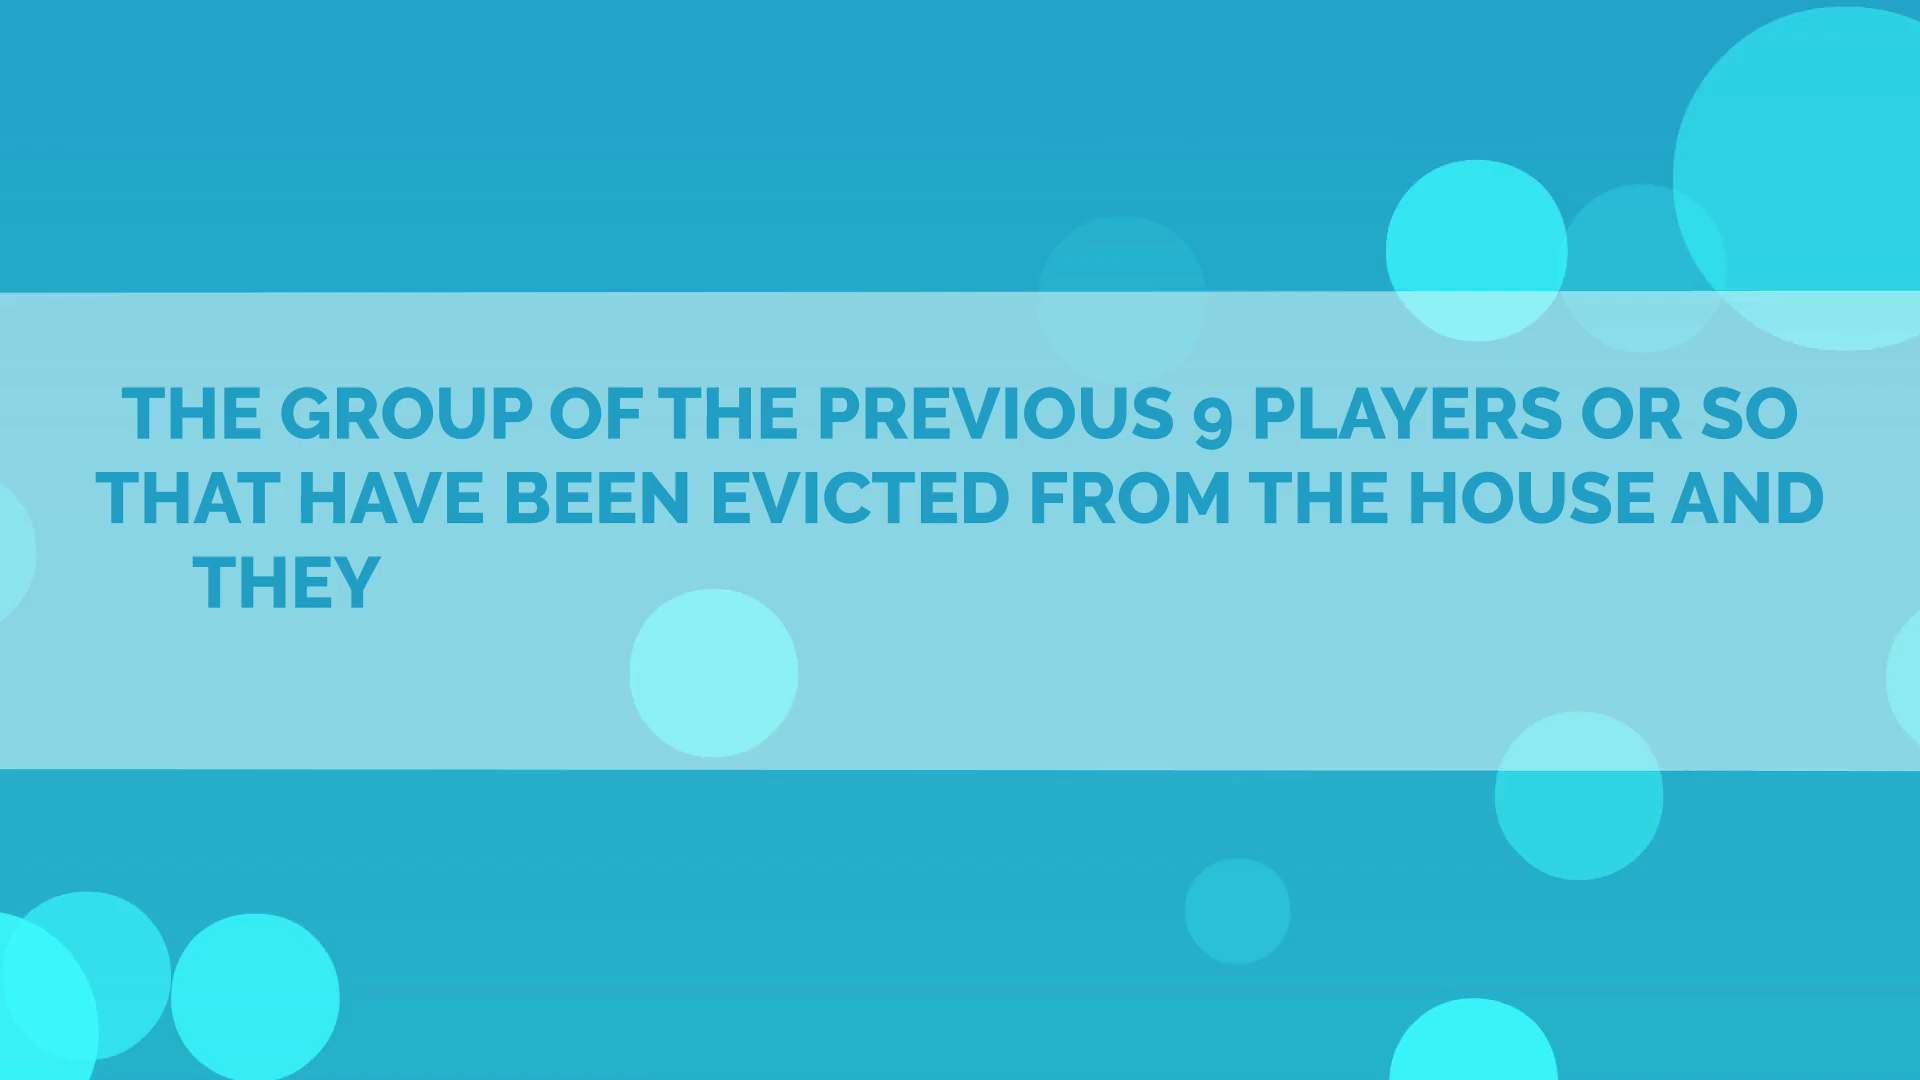 THE GROUP OF THE PREVIOUS 9 PLAYERS OR SO
THAT HAVE BEEN EVICTED FROM THE HOUSE AND
THEY